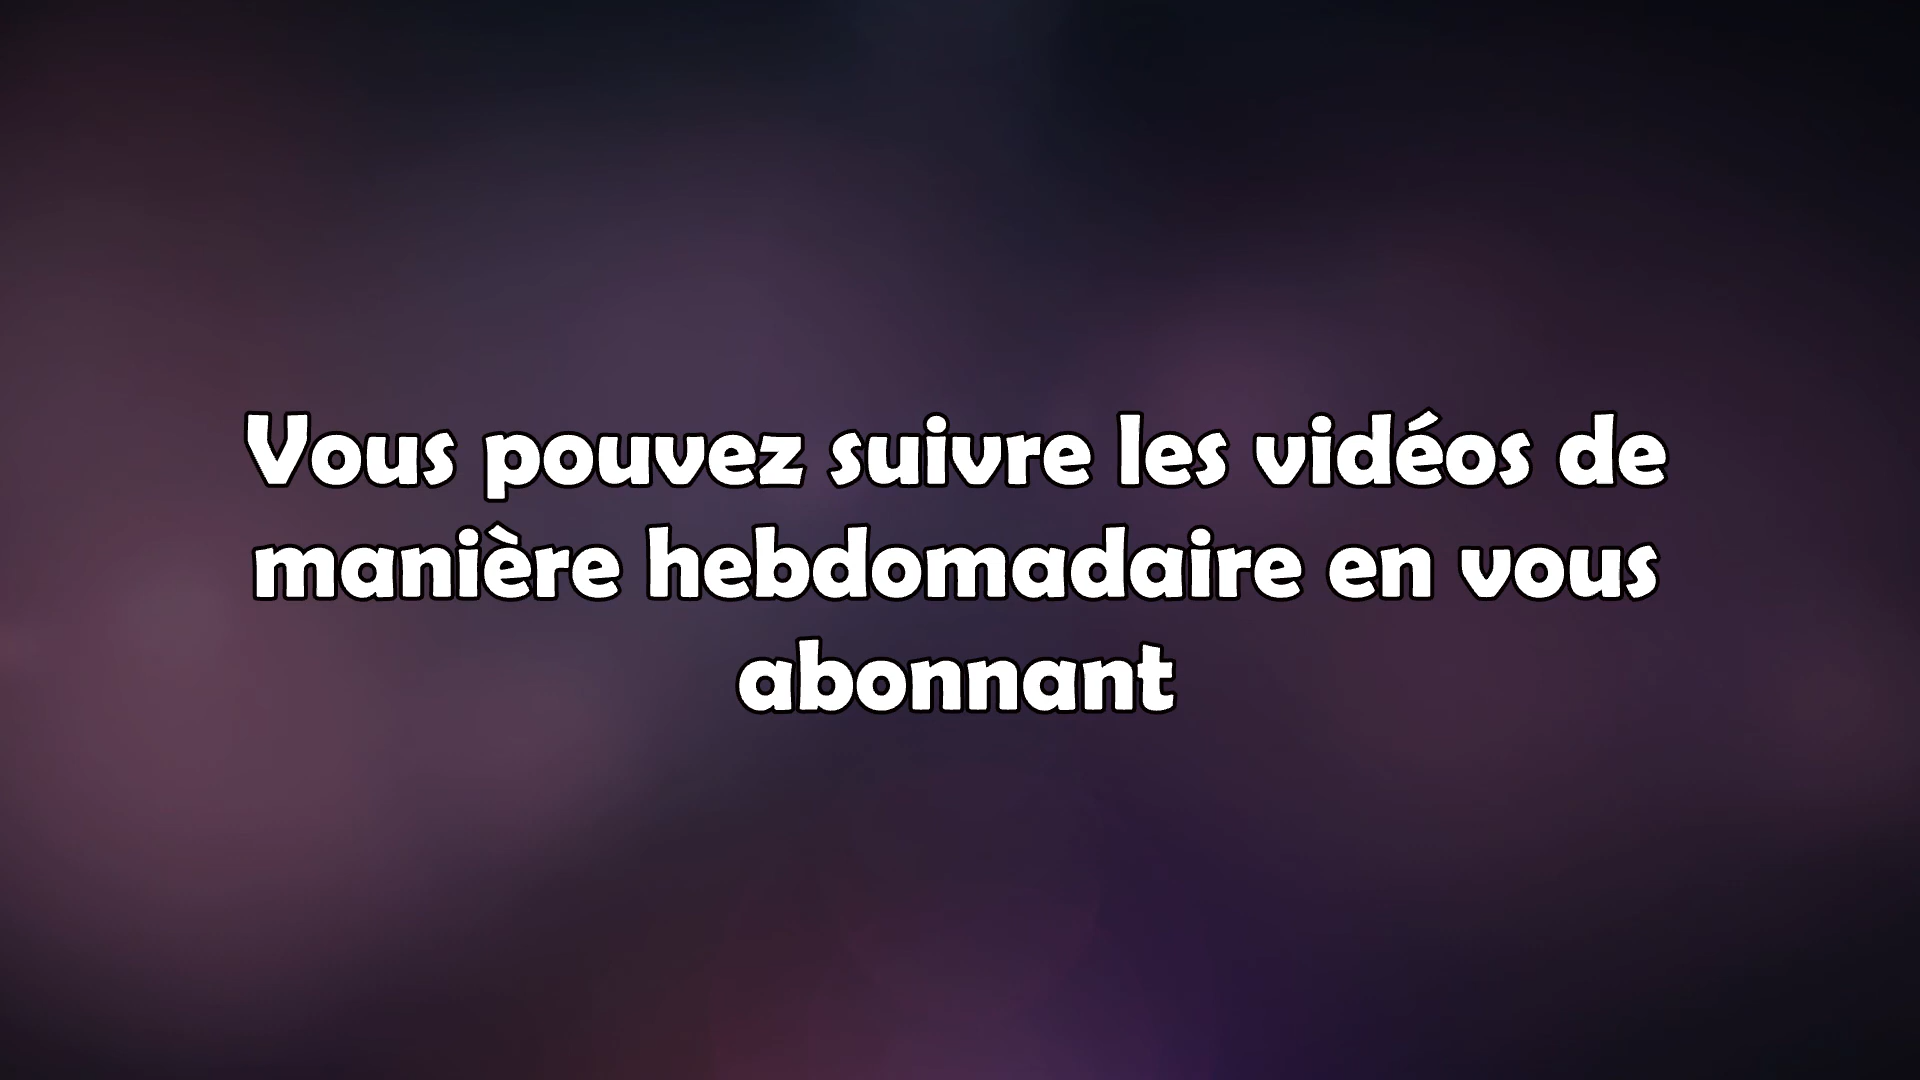 Vous pouvez suivre les vidéos de
manière hebdomadaire en vous
abonnant